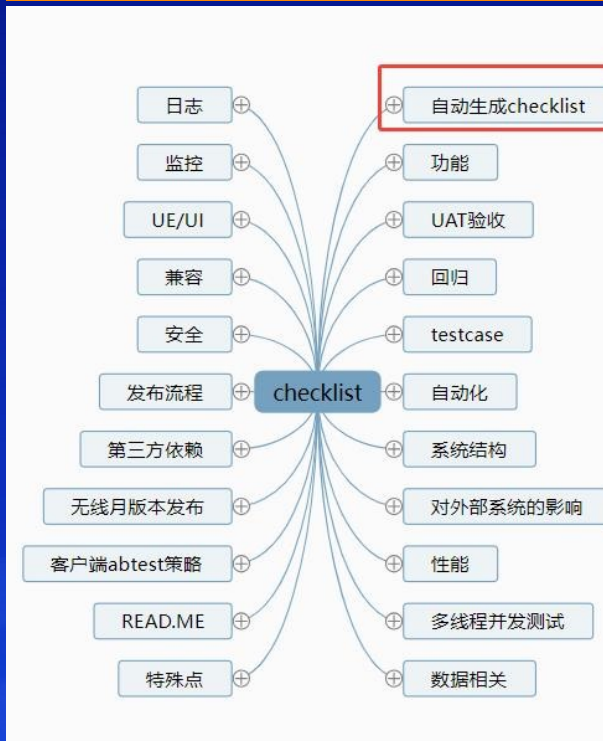 日志
监控
UE/UI
兼容
安全
发布流程
第三方依赖
无线月版本发布
客户端abtest策略
READ.ME
特殊点
checklist
自动生成checklist
功能
UAT验收
回归
testcase
自动化
系统结构
对外部系统的影响
性能
多线程并发测试
数据相关